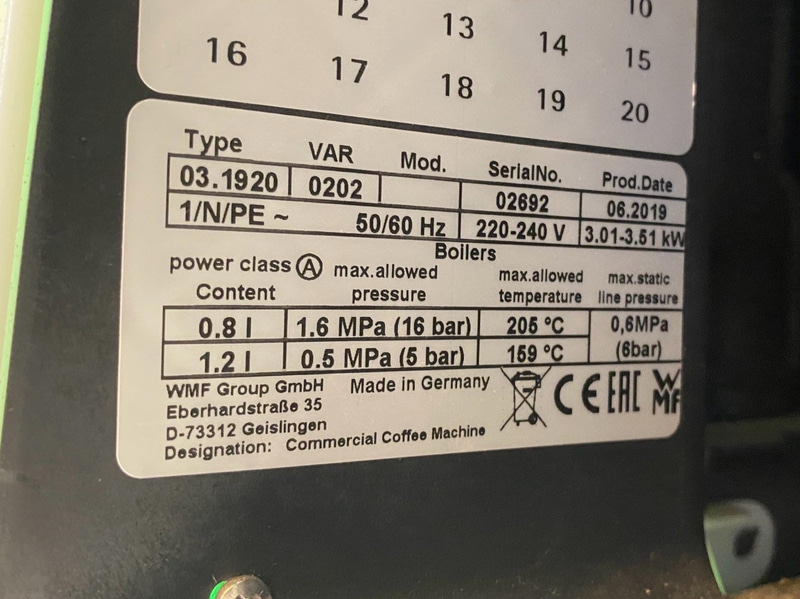 12 13 14 10
16 17 18 19 15
20
Type VAR Mod. SerialNo. Prod.Date
03.1920 0202 02692 06.2019
1/N/PE ~ 50/60 Hz 220-240 V 3.01-3.51 kW
Boilers
power class A max.allowed max.allowed max.static
Content pressure temperature line pressure
0.8 l 1.6 MPa (16 bar) 205 °C 0,6MPa
1.2 l 0.5 MPa (5 bar) 159 °C (6bar)
WMF Group GmbH Made in Germany
Eberhardstraße 35
D-73312 Geislingen
Designation: Commercial Coffee Machine
CE EAC WMF